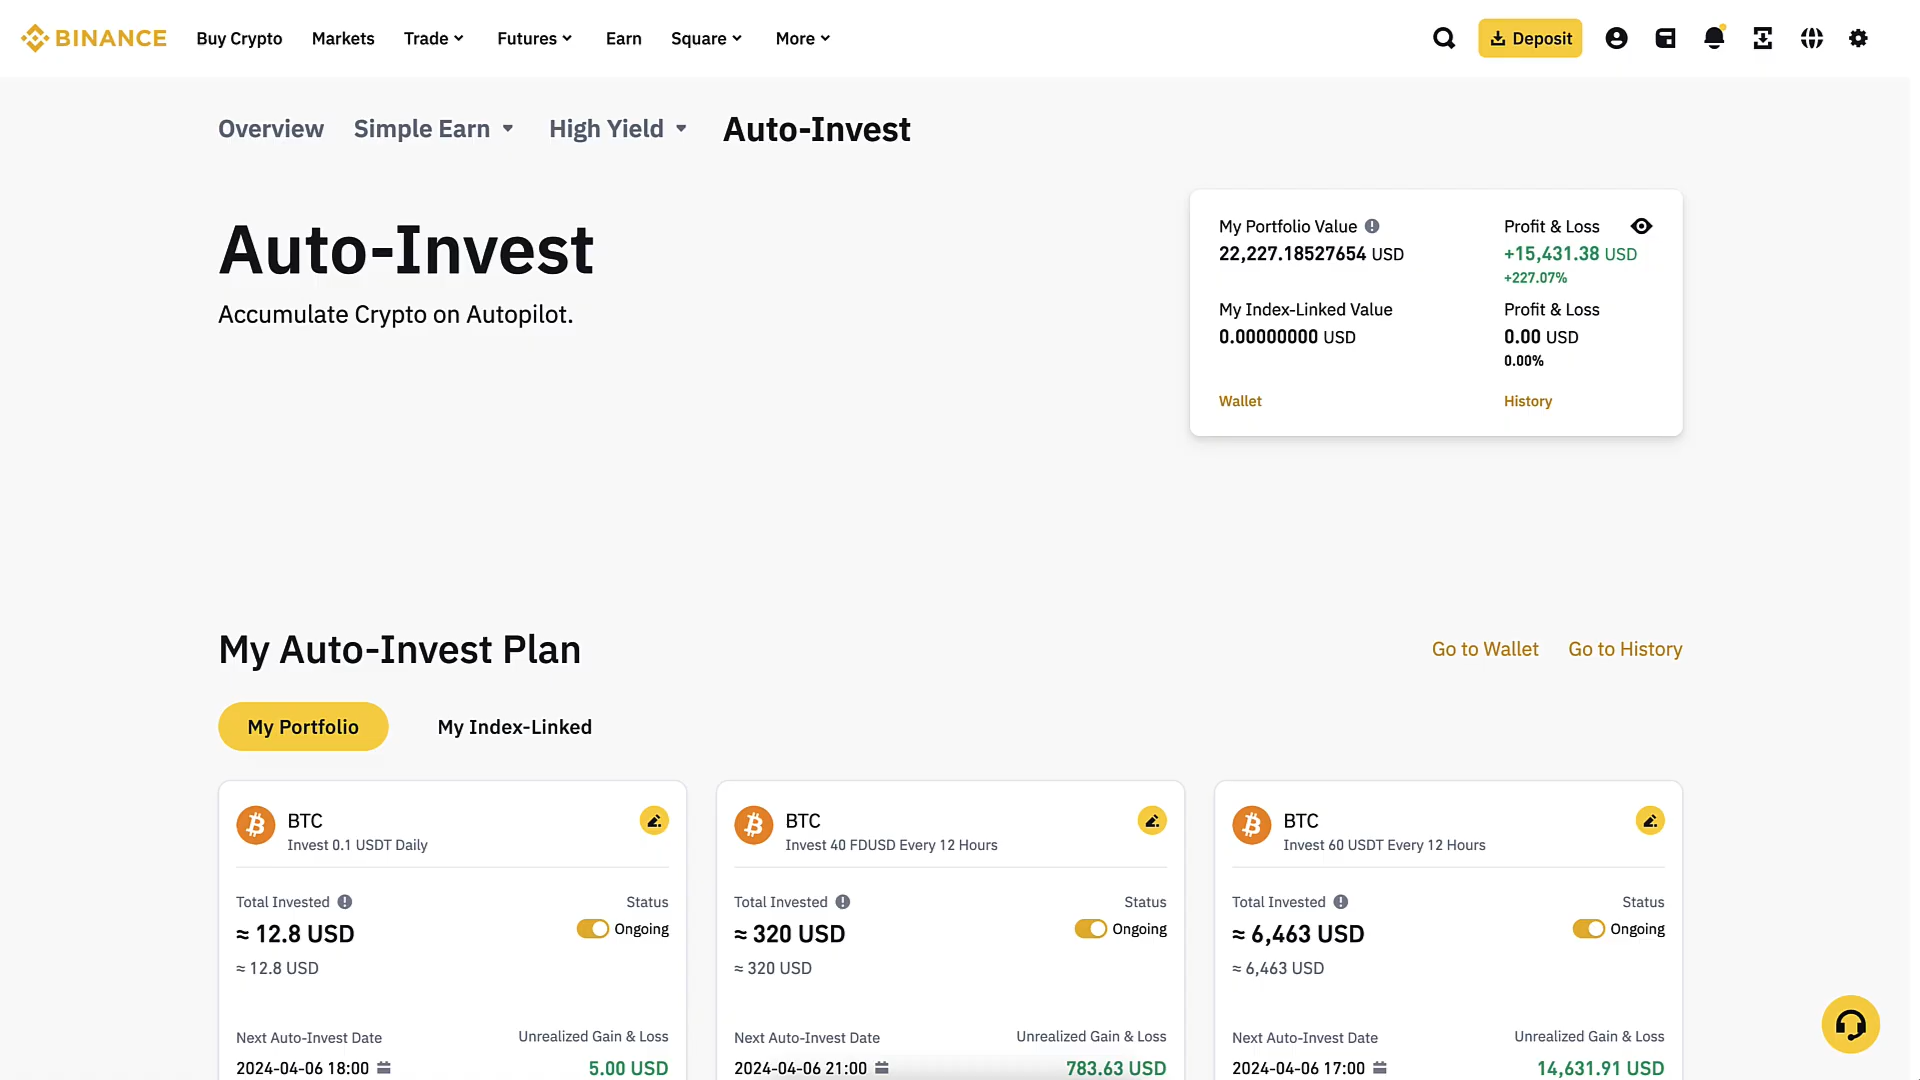 BINANCE Buy Crypto Markets Trade Futures Earn Square More Deposit
Overview Simple Earn High Yield Auto-Invest
Auto-Invest
Accumulate Crypto on Autopilot.
My Portfolio Value Profit & Loss
22,227.18527654 USD +15,431.38 USD
+227.07%
My Index-Linked Value Profit & Loss
0.00000000 USD 0.00 USD
0.00%
Wallet History
My Auto-Invest Plan Go to Wallet Go to History
My Portfolio My Index-Linked
BTC
Invest 0.1 USDT Daily
Total Invested Status
≈ 12.8 USD Ongoing
≈ 12.8 USD
Next Auto-Invest Date Unrealized Gain & Loss
2024-04-06 18:00 5.00 USD
BTC
Invest 40 FDUSD Every 12 Hours
Total Invested Status
≈ 320 USD Ongoing
≈ 320 USD
Next Auto-Invest Date Unrealized Gain & Loss
2024-04-06 21:00 783.63 USD
BTC
Invest 60 USDT Every 12 Hours
Total Invested Status
≈ 6,463 USD Ongoing
≈ 6,463 USD
Next Auto-Invest Date Unrealized Gain & Loss
2024-04-06 17:00 14,631.91 USD